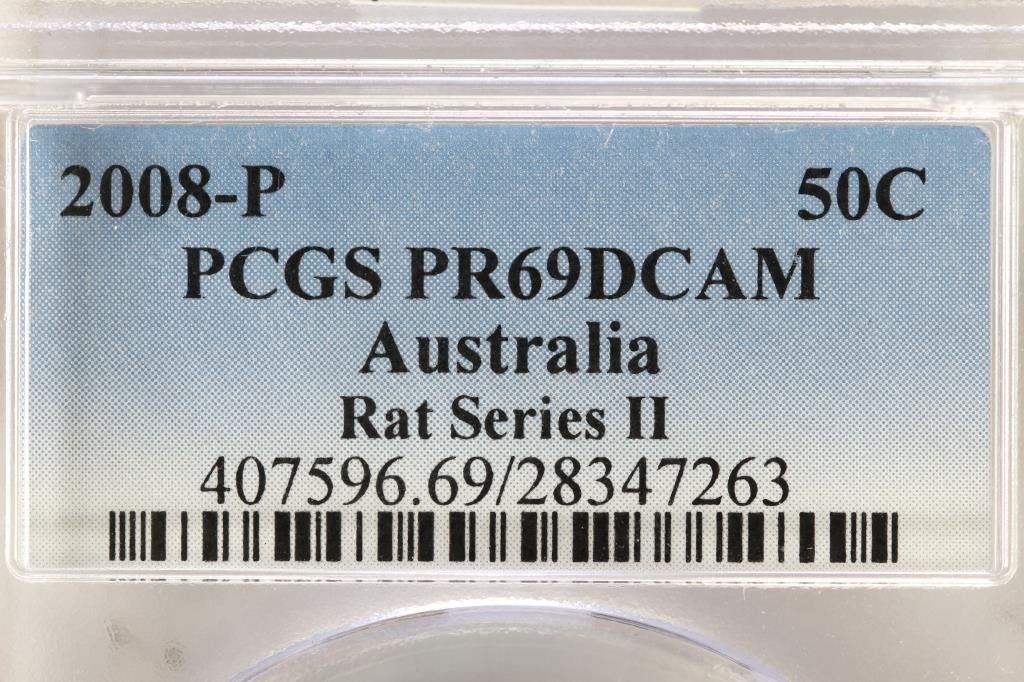 2008-P 50C
PCGS PR69DCAM
Australia
Rat Series II
407596.69/28347263